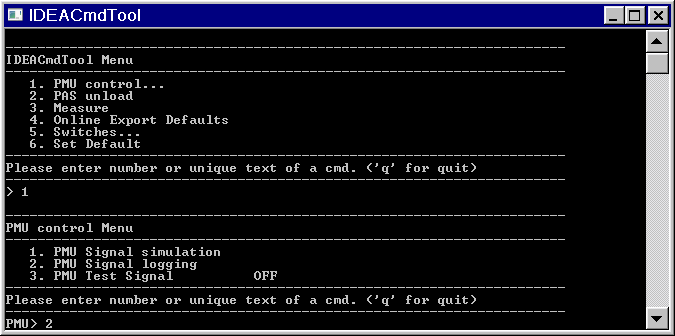 IDEACmdTool
IDEACmdTool Menu
1. PMU control...
2. PAS unload
3. Measure
4. Online Export Defaults
5. Switches...
6. Set Default
Please enter number or unique text of a cmd. ('q' for quit)
> 1
PMU control Menu
1. PMU Signal simulation
2. PMU Signal logging
3. PMU Test Signal OFF
Please enter number or unique text of a cmd. ('q' for quit)
PMU> 2